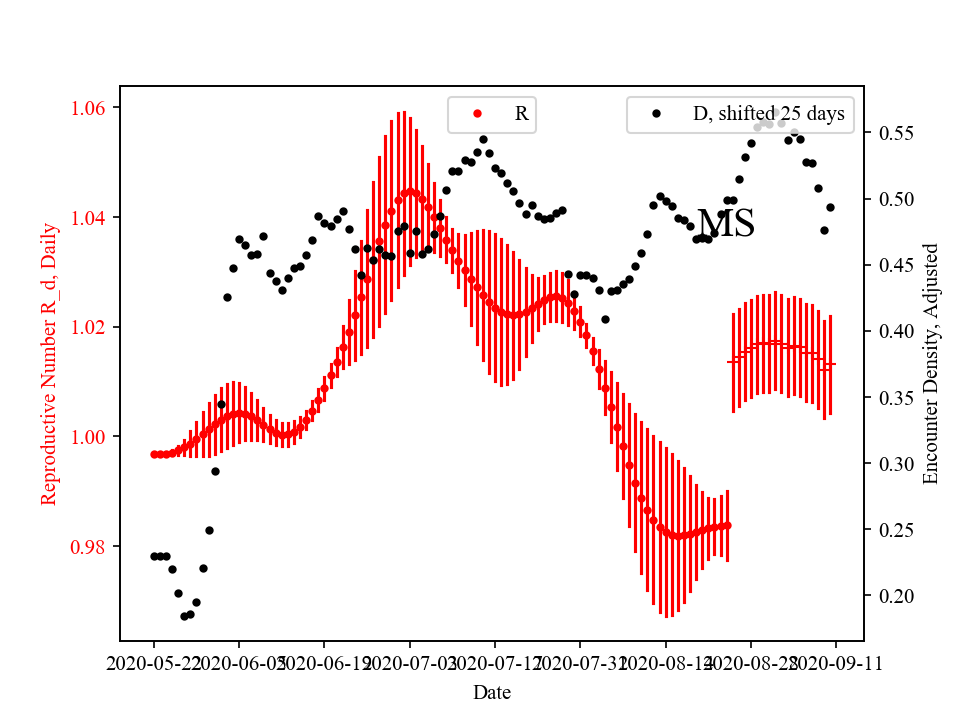 R
D, shifted 25 days
1.06
1.04
1.02
1.00
0.98
Reproductive Number R_d, Daily
MS
0.55
0.50
0.45
0.40
0.35
0.30
0.25
0.20
Encounter Density, Adjusted
2020-05-22 2020-06-05 2020-06-19 2020-07-03 2020-07-17 2020-07-31 2020-08-14 2020-08-28 2020-09-11
Date